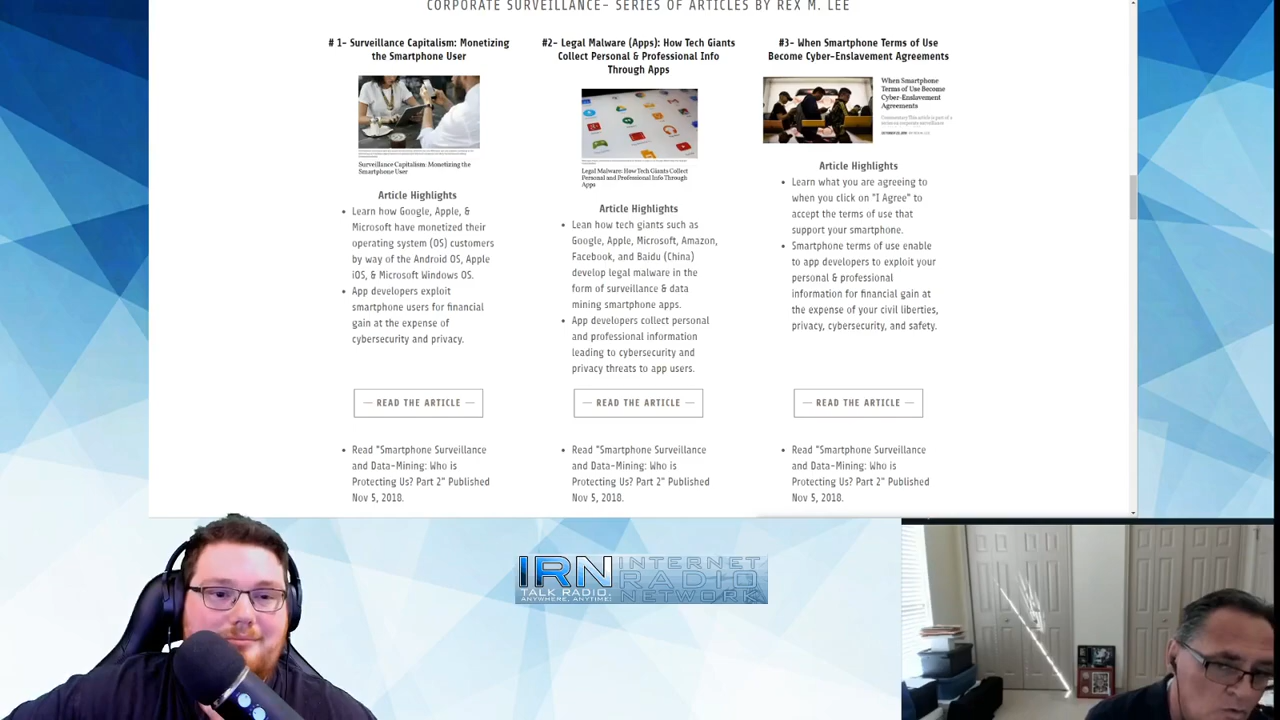 CORPORATE SURVEILLANCE- SERIES OF ARTICLES BY REX M. LEE
# 1- Surveillance Capitalism: Monetizing
the Smartphone User
Surveillance Capitalism: Monetizing the
Smartphone User
Article Highlights
• Learn how Google, Apple, &
Microsoft have monetized their
operating system (OS) customers
by way of the Android OS, Apple
iOS, & Microsoft Windows OS.
• App developers exploit
smartphone users for financial
gain at the expense of
cybersecurity and privacy.
— READ THE ARTICLE —
• Read "Smartphone Surveillance
and Data-Mining: Who is
Protecting Us? Part 2" Published
Nov 5, 2018.
#2- Legal Malware (Apps): How Tech Giants
Collect Personal & Professional Info
Through Apps
Legal Malware: How Tech Giants Collect
Personal and Professional Info Through
Apps
Article Highlights
• Lean how tech giants such as
Google, Apple, Microsoft, Amazon,
Facebook, and Baidu (China)
develop legal malware in the
form of surveillance & data
mining smartphone apps.
• App developers collect personal
and professional information
leading to cybersecurity and
privacy threats to app users.
— READ THE ARTICLE —
• Read "Smartphone Surveillance
and Data-Mining: Who is
Protecting Us? Part 2" Published
Nov 5, 2018.
#3- When Smartphone Terms of Use
Become Cyber-Enslavement Agreements
When Smartphone
Terms of Use Become
Cyber-Enslavement
Agreements
Article Highlights
• Learn what you are agreeing to
when you click on "I Agree" to
accept the terms of use that
support your smartphone.
• Smartphone terms of use enable
to app developers to exploit your
personal & professional
information for financial gain at
the expense of your civil liberties,
privacy, cybersecurity, and safety.
— READ THE ARTICLE —
• Read "Smartphone Surveillance
and Data-Mining: Who is
Protecting Us? Part 2" Published
Nov 5, 2018.
IRN
TALK RADIO.
ANYWHERE. ANYTIME.
INTERNET
RADIO
NETWORK